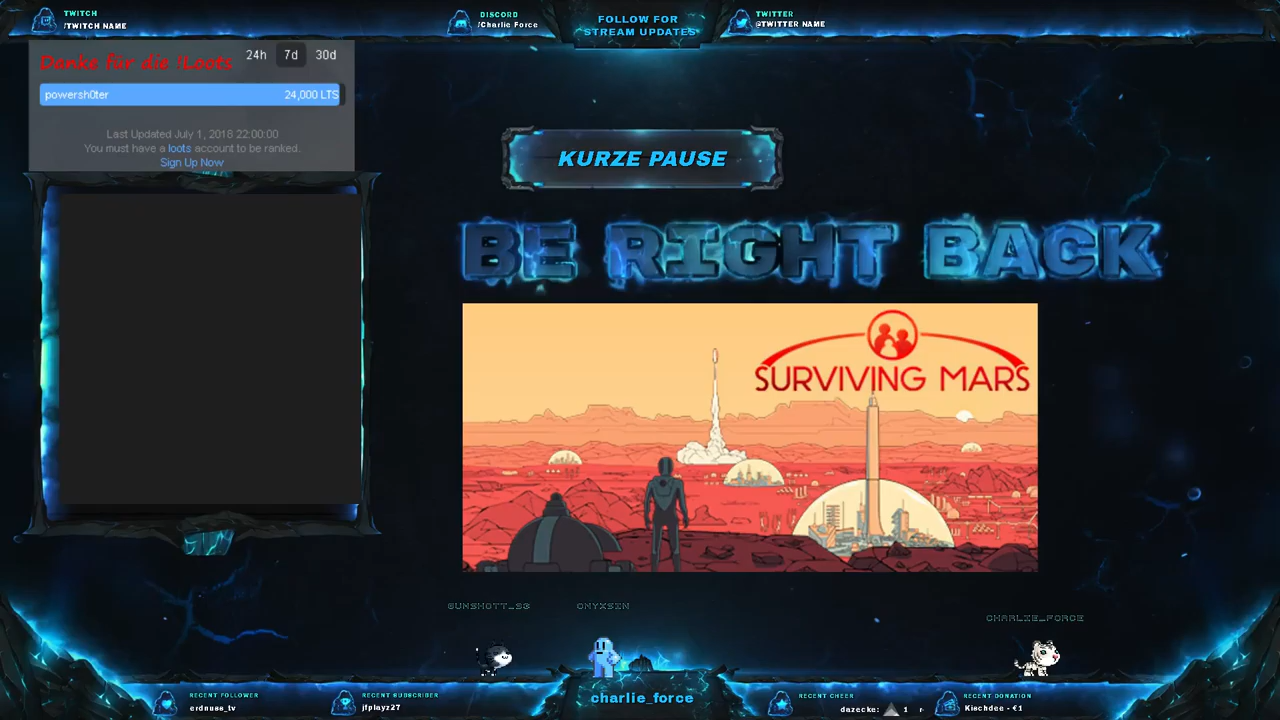 TWITCH
/TWITCH NAME
DISCORD
/Charlie Force
FOLLOW FOR
STREAM UPDATES
TWITTER
@TWITTER NAME
Danke für die !Loots
24h 7d 30d
powersh0ter 24,000 LTS
Last Updated July 1, 2018 22:00:00
You must have a loots account to be ranked.
Sign Up Now
KURZE PAUSE
BE RIGHT BACK
SURVIVING MARS
ONYXSIN
CHARLIE_FORCE
RECENT FOLLOWER
erdnuss_tv
RECENT SUBSCRIBER
jfplayz27
charlie_force
RECENT CHEER
dazecke: 1
RECENT DONATION
Kischdee - €1